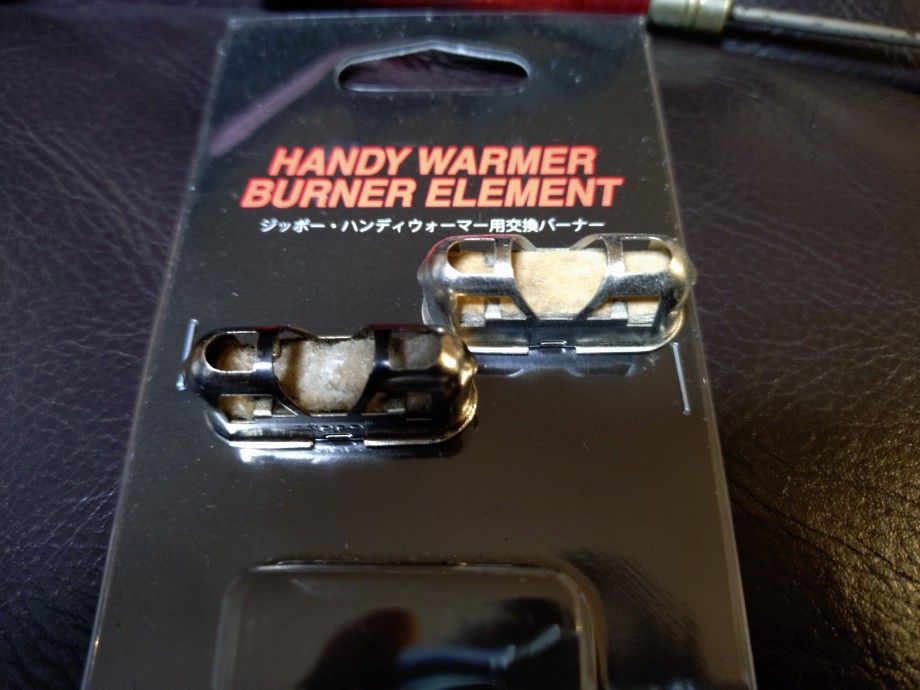 HANDY WARMER
BURNER ELEMENT
ジッポー・ハンディウォーマー用交換バーナー